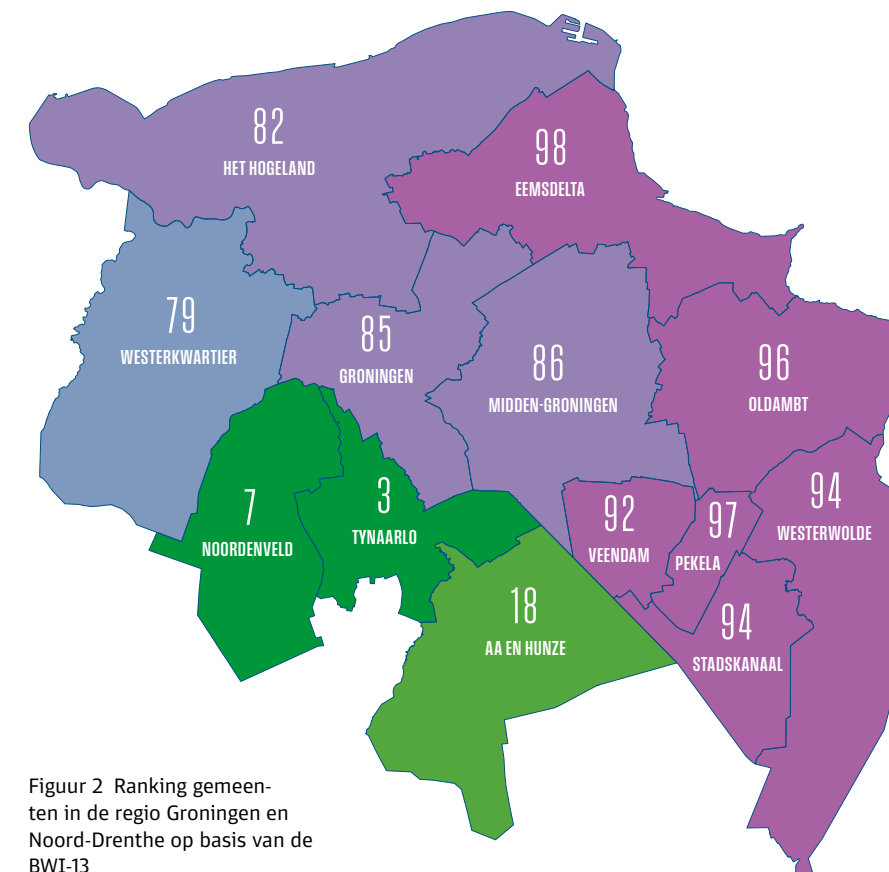 82
HET HOGELAND
98
EEMSDELTA
79
WESTERKWARTIER
85
GRONINGEN
86
MIDDEN-GRONINGEN
96
OLDAMBT
7
NOORDENVELD
3
TYNAARLO
92
VEENDAM
97
PEKELA
94
WESTERWOLDE
18
AA EN HUNZE
94
STADSKANAAL
Figuur 2 Ranking gemeen-
ten in de regio Groningen en
Noord-Drenthe op basis van de
BWI-13